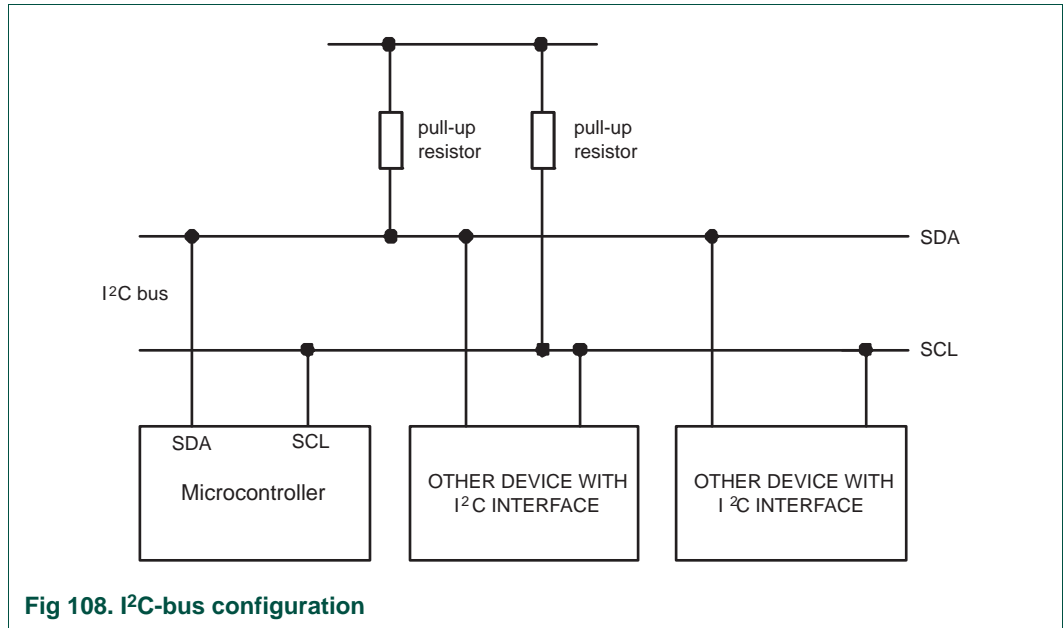 pull-up
resistor
pull-up
resistor
SDA
I²C bus
SCL
SDA SCL
Microcontroller
OTHER DEVICE WITH
I²C INTERFACE
OTHER DEVICE WITH
I²C INTERFACE
Fig 108. I²C-bus configuration